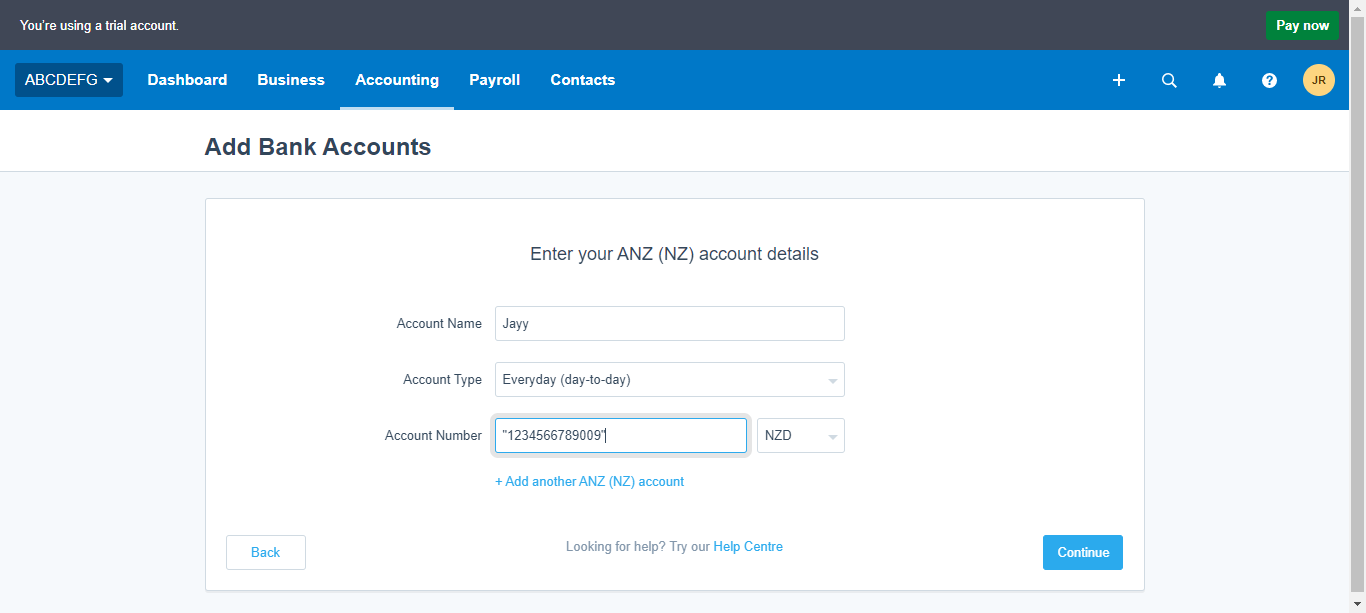 You're using a trial account.
Pay now
ABCDEFG
Dashboard
Business
Accounting
Payroll
Contacts
JR
Add Bank Accounts
Enter your ANZ (NZ) account details
Account Name
Jayy
Account Type
Everyday (day-to-day)
Account Number
"1234566789009"
NZD
+ Add another ANZ (NZ) account
Back
Looking for help? Try our Help Centre
Continue